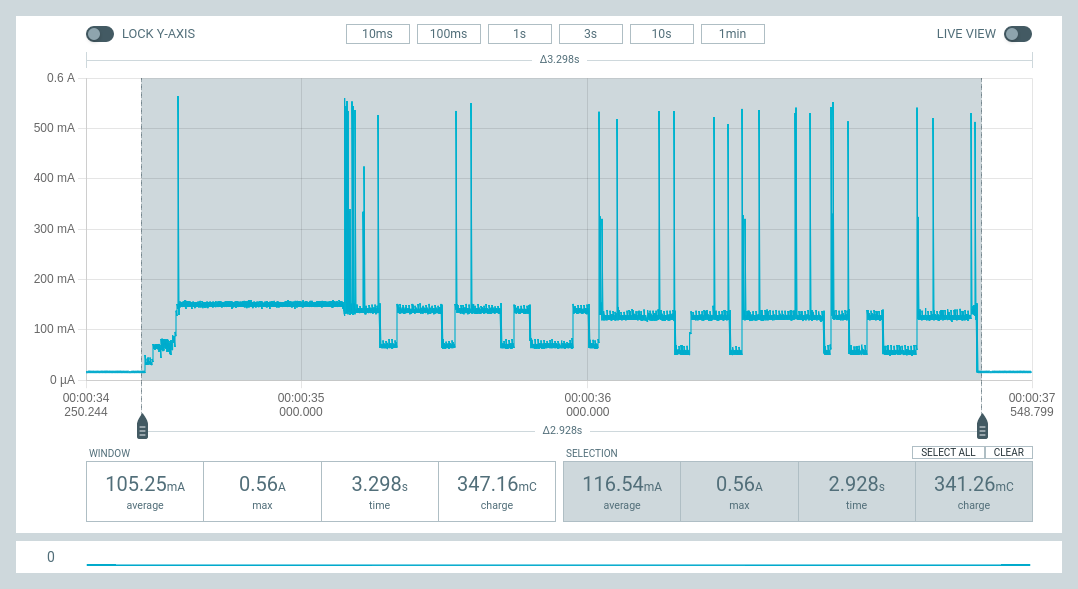 LOCK Y-AXIS 10ms 100ms 1s 3s 10s 1min LIVE VIEW
Δ3.298s
0.6 A
500 mA
400 mA
300 mA
200 mA
100 mA
0 µA
00:00:34 00:00:35 00:00:36 00:00:37
250.244 000.000 000.000 548.799
Δ2.928s
WINDOW SELECTION SELECT ALL CLEAR
105.25mA 0.56A 3.298s 347.16mC 116.54mA 0.56A 2.928s 341.26mC
average max time charge average max time charge
0